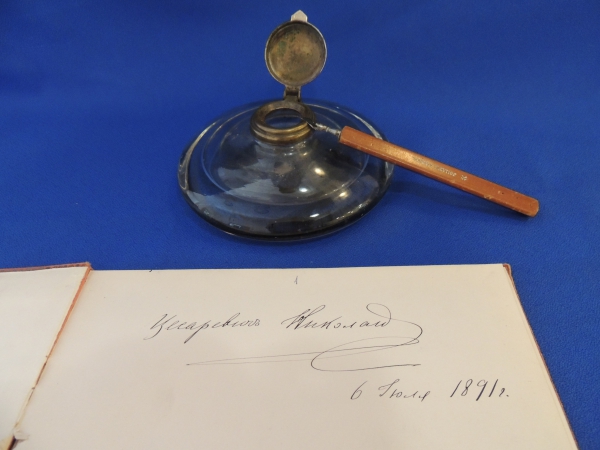 Цесаревичъ Николай
6 Іюля 1891 г.